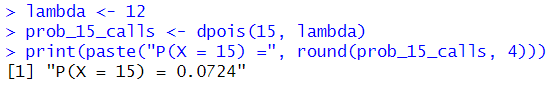 > lambda <- 12
> prob_15_calls <- dpois(15, lambda)
> print(paste("P(X = 15) =", round(prob_15_calls, 4)))
[1] "P(X = 15) = 0.0724"